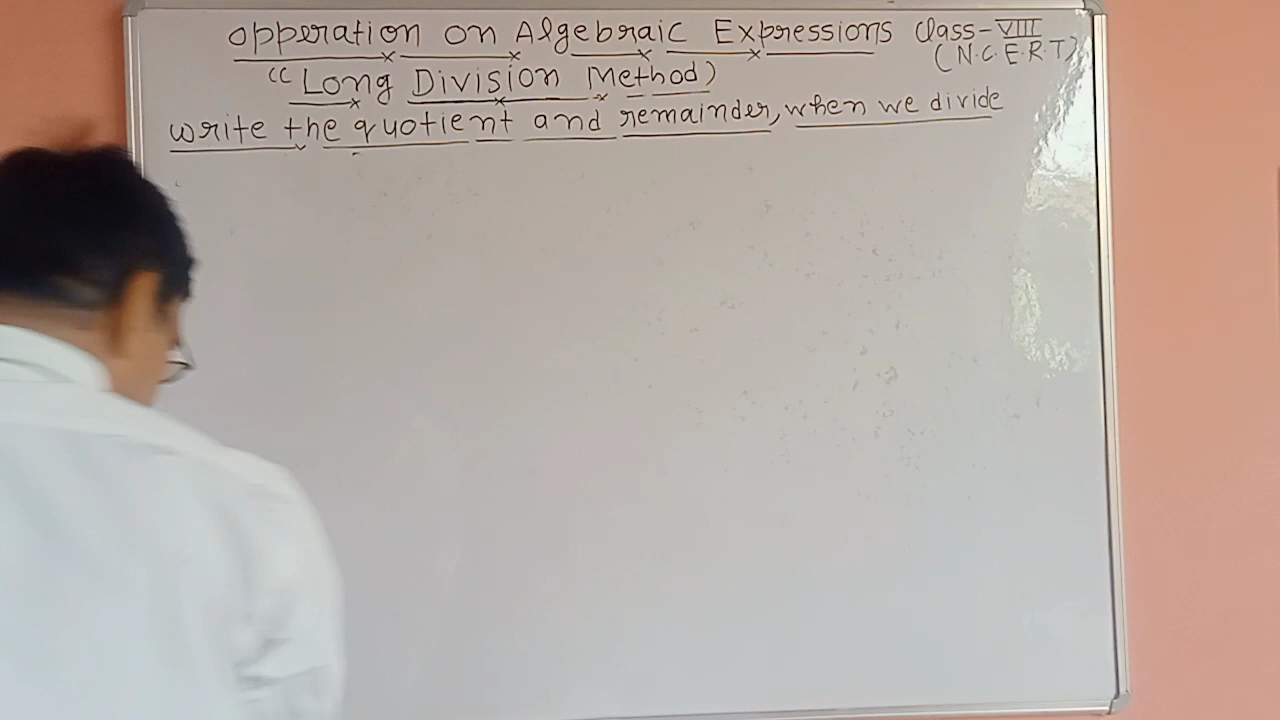 opperation on Algebraic Expressions Class-VIII
(N.C.E.R.T)
(Long Division Method)
write the quotient and remainder, when we divide